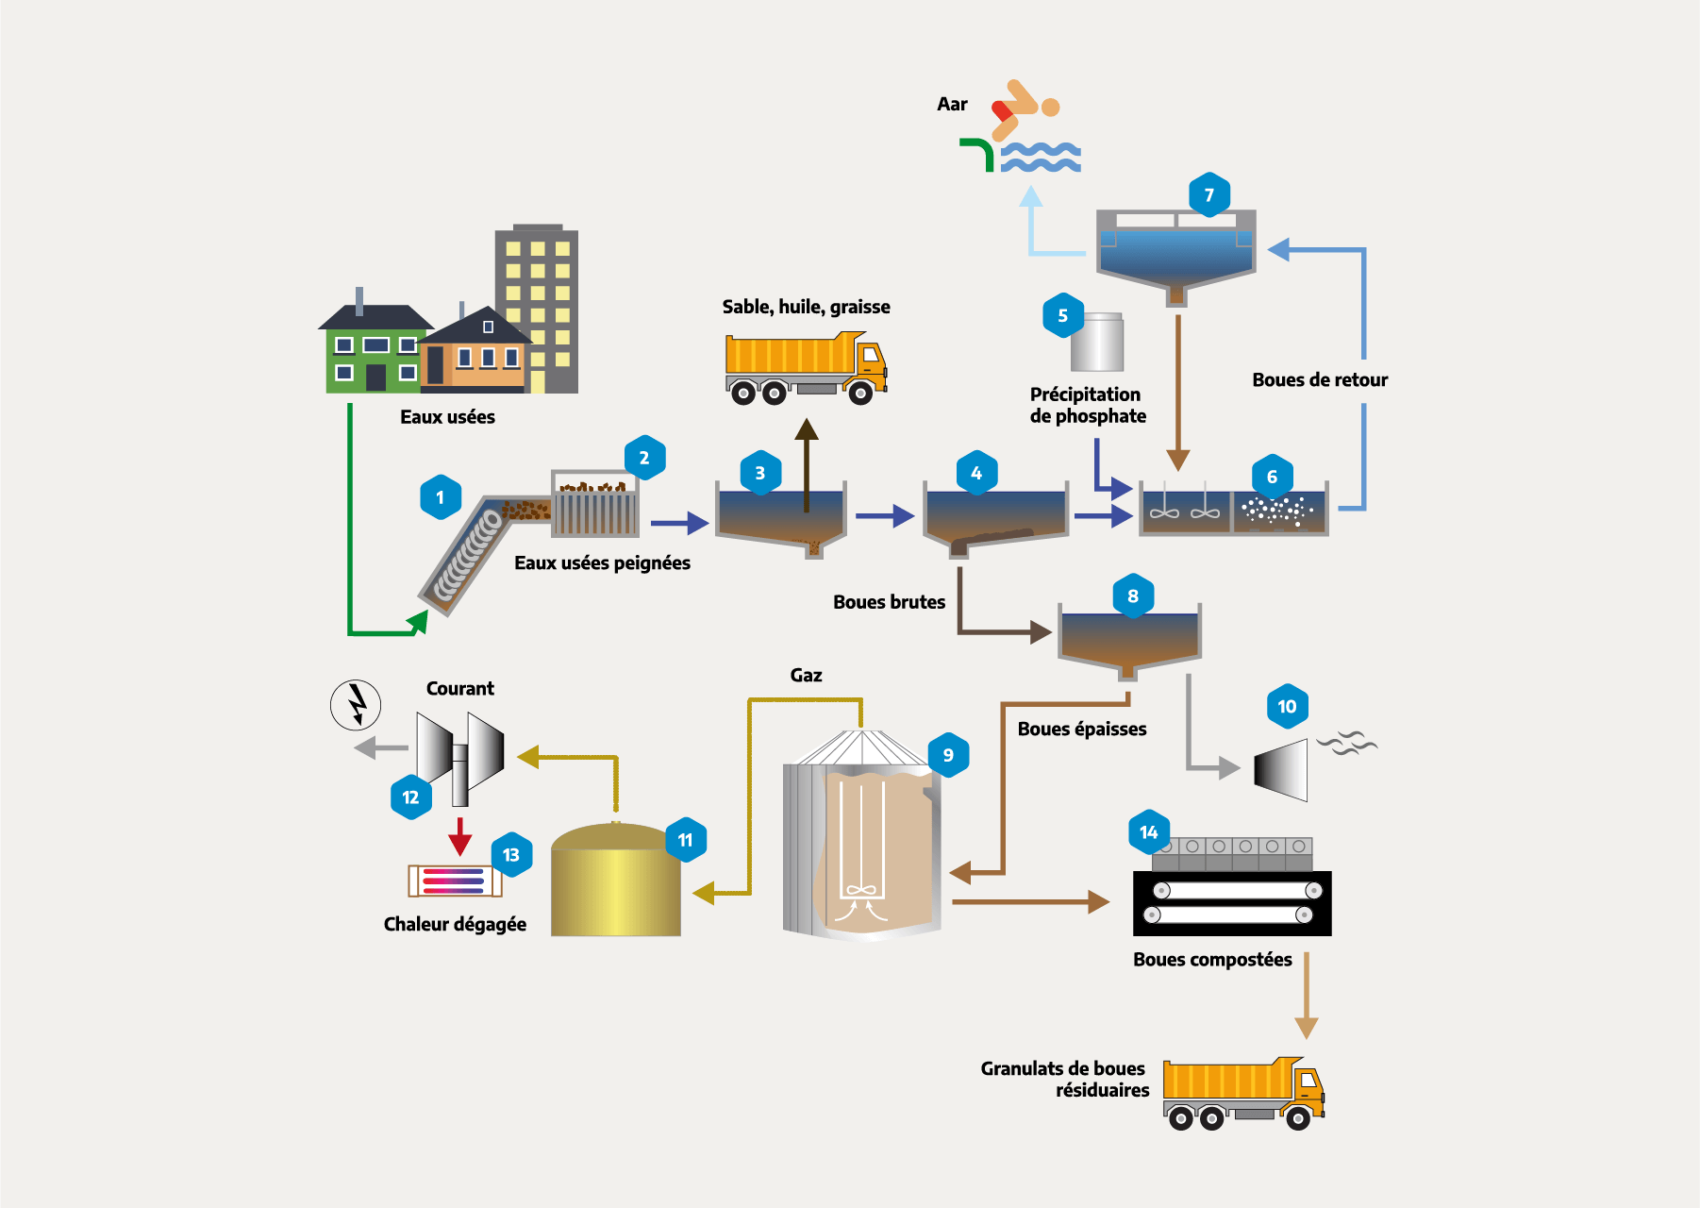 Aar
7
Sable, huile, graisse
5
Précipitation
de phosphate
Boues de retour
Eaux usées
1
2
3
4
6
Eaux usées peignées
Boues brutes
8
Courant
Gaz
Boues épaisses
10
9
12
11
13
14
Chaleur dégagée
Boues compostées
Granulats de boues
résiduaires